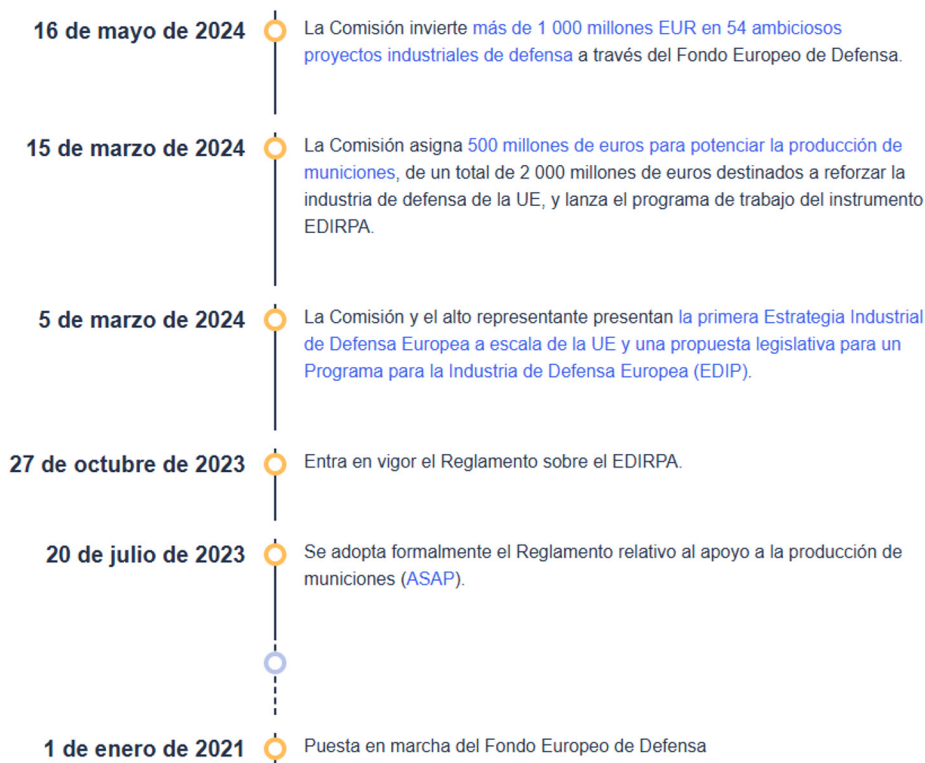 16 de mayo de 2024
La Comisión invierte más de 1 000 millones EUR en 54 ambiciosos
proyectos industriales de defensa a través del Fondo Europeo de Defensa.
15 de marzo de 2024
La Comisión asigna 500 millones de euros para potenciar la producción de
municiones, de un total de 2 000 millones de euros destinados a reforzar la
industria de defensa de la UE, y lanza el programa de trabajo del instrumento
EDIRPA.
5 de marzo de 2024
La Comisión y el alto representante presentan la primera Estrategia Industrial
de Defensa Europea a escala de la UE y una propuesta legislativa para un
Programa para la Industria de Defensa Europea (EDIP).
27 de octubre de 2023
Entra en vigor el Reglamento sobre el EDIRPA.
20 de julio de 2023
Se adopta formalmente el Reglamento relativo al apoyo a la producción de
municiones (ASAP).
1 de enero de 2021
Puesta en marcha del Fondo Europeo de Defensa